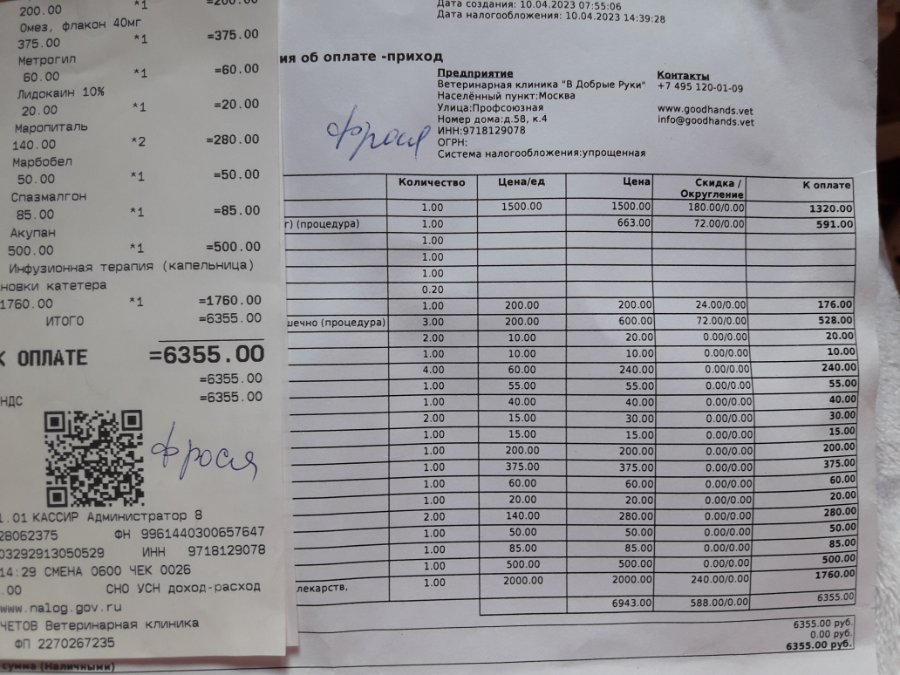 200.00 *1 =200.00
Омез, флакон 40мг
375.00 *1 =375.00
Метрогил
60.00 *1 =60.00
Лидокаин 10%
20.00 *1 =20.00
Маропиталь
140.00 *2 =280.00
Марбобел
50.00 *1 =50.00
Спазмалгон
85.00 *1 =85.00
Акупан
500.00 *1 =500.00
Инфузионная терапия (капельница)
новки катетера
1760.00 *1 =1760.00
ИТОГО =6355.00
К ОПЛАТЕ =6355.00
=6355.00
НДС =6355.00
Фрося
.01 КАССИР Администратор 8
28062375 ФН 9961440300657647
03292913050529 ИНН 9718129078
14:29 СМЕНА 0600 ЧЕК 0026
.00 СНО УСН доход-расход
www.nalog.gov.ru
ЧЕТОВ Ветеринарная клиника
ФП 2270267235
сумма (Наличными)
Дата создания: 10.04.2023 07:55:06
Дата налогообложения: 10.04.2023 14:39:28
ия об оплате -приход
Предприятие
Ветеринарная клиника "В Добрые Руки"
Населённый пункт:Москва
Улица:Профсоюзная
Номер дома:д.58, к.4
ИНН:9718129078
ОГРН:
Система налогообложения:упрощенная
Контакты
+7 495 120-01-09
www.goodhands.vet
info@goodhands.vet
Фрося
Количество Цена/ед Цена Скидка / Округление К оплате
1.00 1500.00 1500.00 180.00/0.00 1320.00
г) (процедура) 1.00 663.00 72.00/0.00 591.00
1.00
1.00
1.00
0.20
1.00 200.00 200.00 24.00/0.00 176.00
шечно (процедура) 3.00 200.00 600.00 72.00/0.00 528.00
2.00 10.00 20.00 0.00/0.00 20.00
1.00 10.00 10.00 0.00/0.00 10.00
4.00 60.00 240.00 0.00/0.00 240.00
1.00 55.00 55.00 0.00/0.00 55.00
1.00 40.00 40.00 0.00/0.00 40.00
2.00 15.00 30.00 0.00/0.00 30.00
1.00 15.00 15.00 0.00/0.00 15.00
1.00 200.00 200.00 0.00/0.00 200.00
1.00 375.00 375.00 0.00/0.00 375.00
1.00 60.00 60.00 0.00/0.00 60.00
1.00 20.00 20.00 0.00/0.00 20.00
2.00 140.00 280.00 0.00/0.00 280.00
1.00 50.00 50.00 0.00/0.00 50.00
1.00 85.00 85.00 0.00/0.00 85.00
1.00 500.00 500.00 0.00/0.00 500.00
лекарств, 1.00 2000.00 2000.00 240.00/0.00 1760.00
6943.00 588.00/0.00 6355.00
6355.00 руб.
0.00 руб.
6355.00 руб.